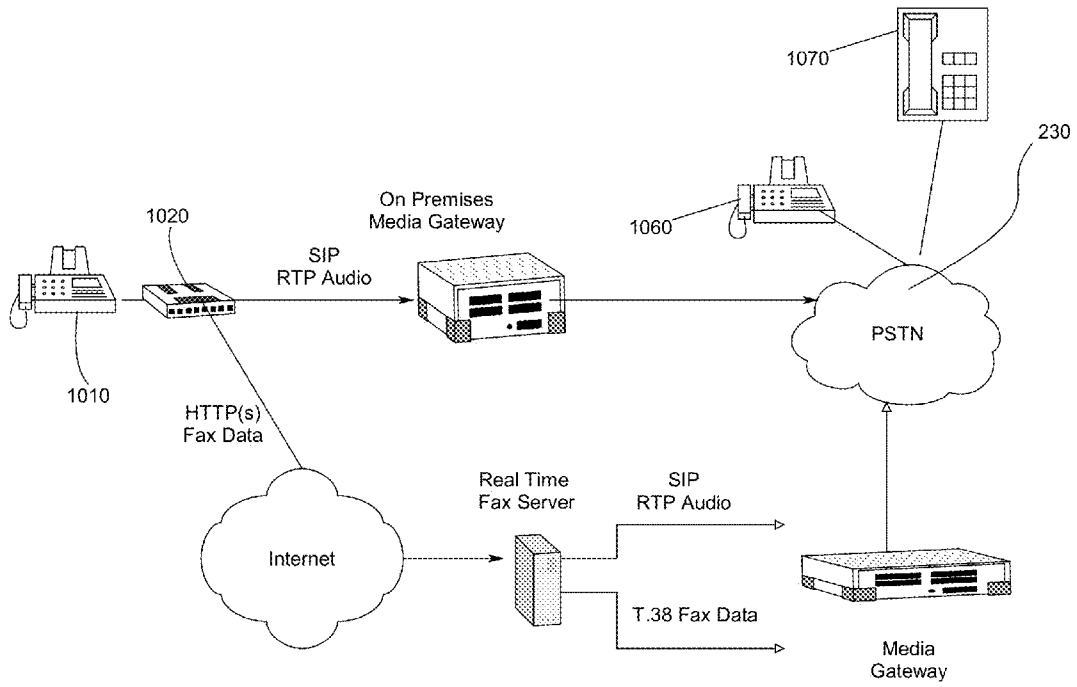 1070
230
1060
On Premises
Media Gateway
1020
SIP
RTP Audio
PSTN
1010
HTTP(s)
Fax Data
Real Time
Fax Server
SIP
RTP Audio
Internet
T.38 Fax Data
Media
Gateway